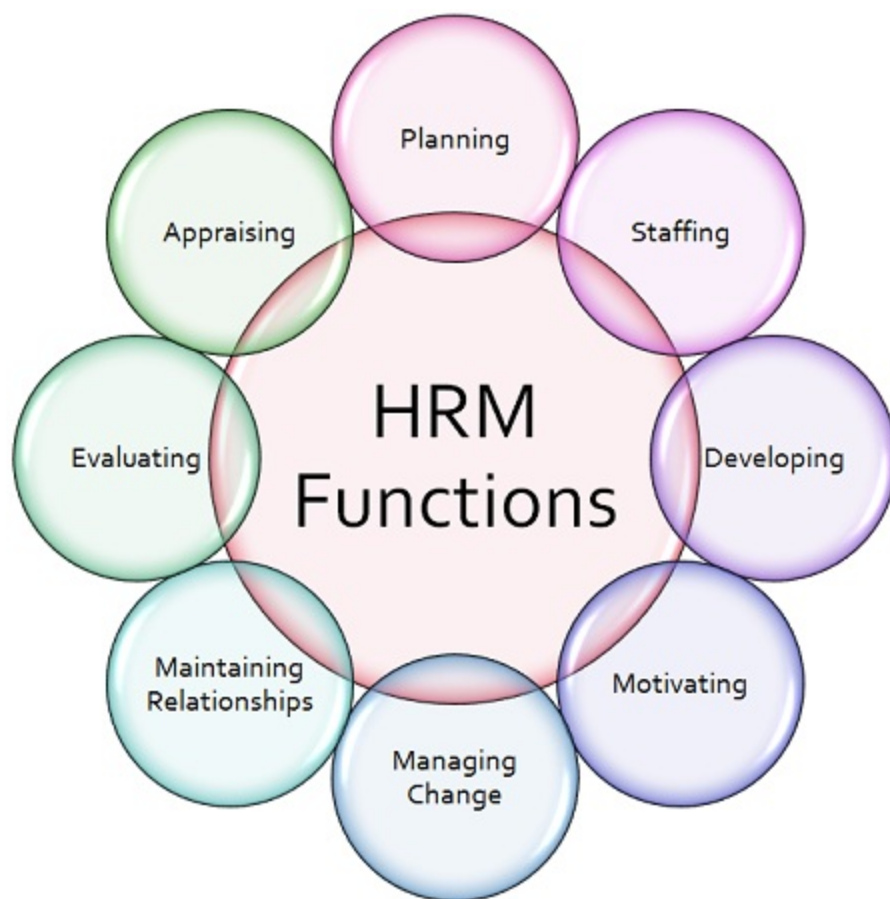 Planning
Staffing
Developing
Motivating
Managing
Change
Maintaining
Relationships
Evaluating
Appraising
HRM
Functions